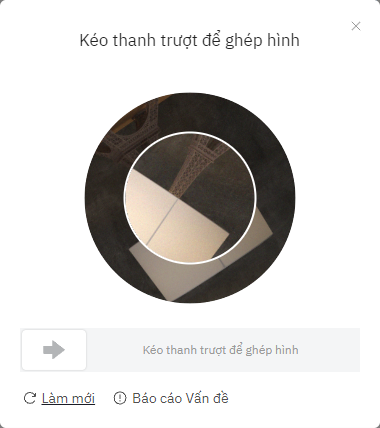 Kéo thanh trượt để ghép hình
Kéo thanh trượt để ghép hình
Làm mới
Báo cáo Vấn đề